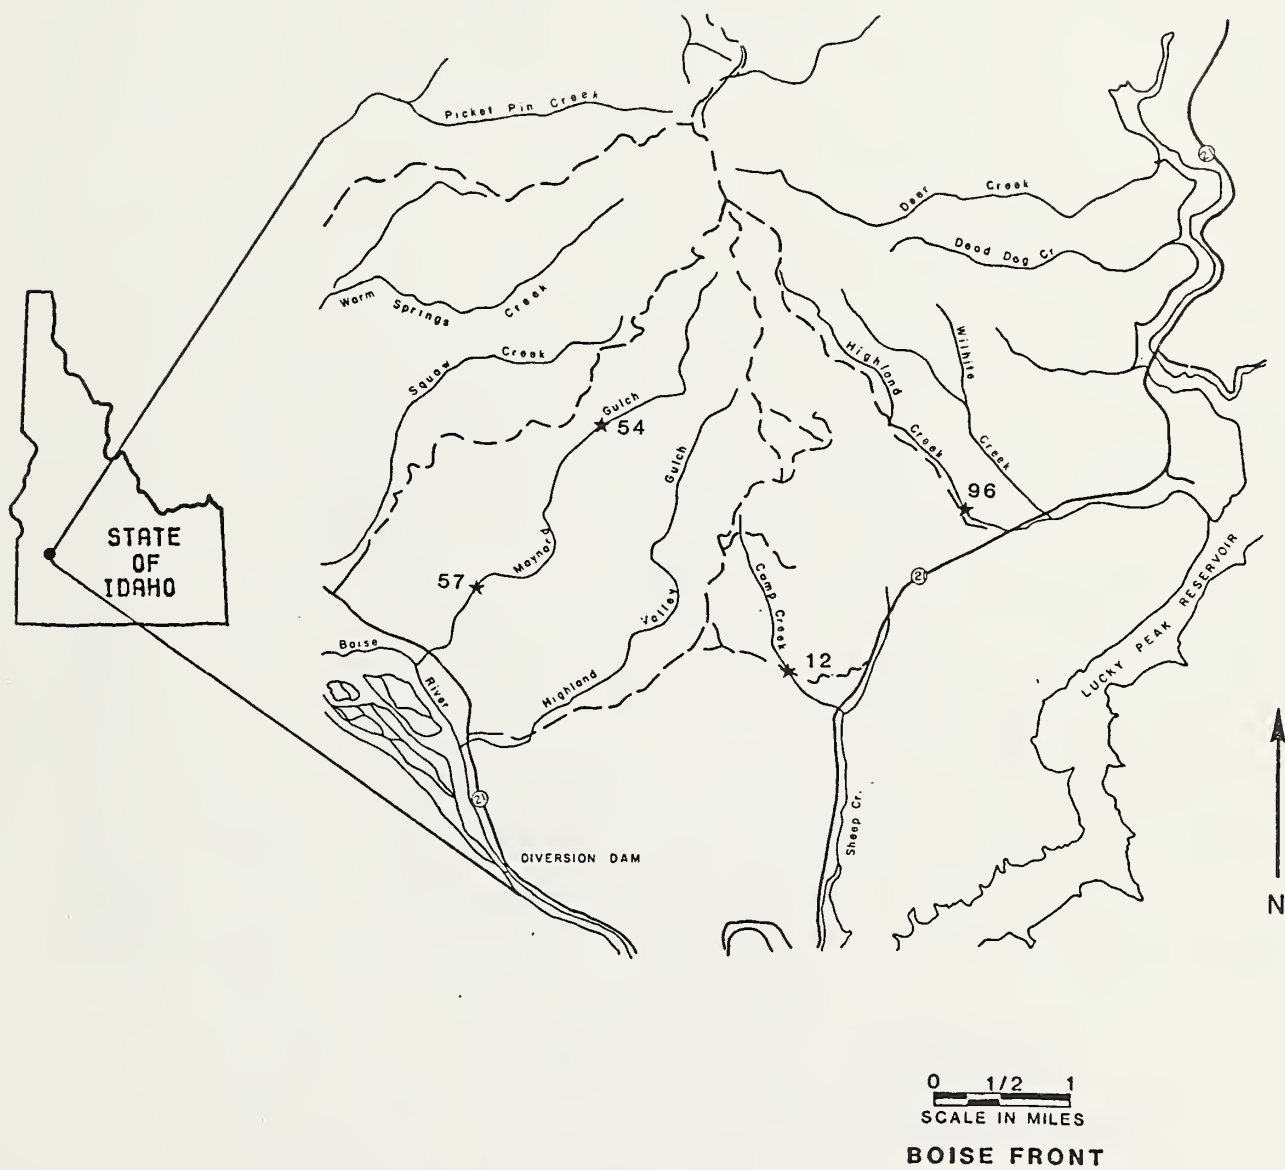 Picket Pin Creek
21
Deer Creek
Dead Dog Cr.
Warm Springs Creek
Squaw Creek
Highland Creek
Wilhite Creek
Gulch
54
Gulch
96
STATE
OF
IDAHO
Maynard
57
21
Camp Creek
Valley
LUCKY PEAK RESERVOIR
Boise
River
12
Highland
21
Sheep Cr.
DIVERSION DAM
N
0 1/2 1
SCALE IN MILES
BOISE FRONT